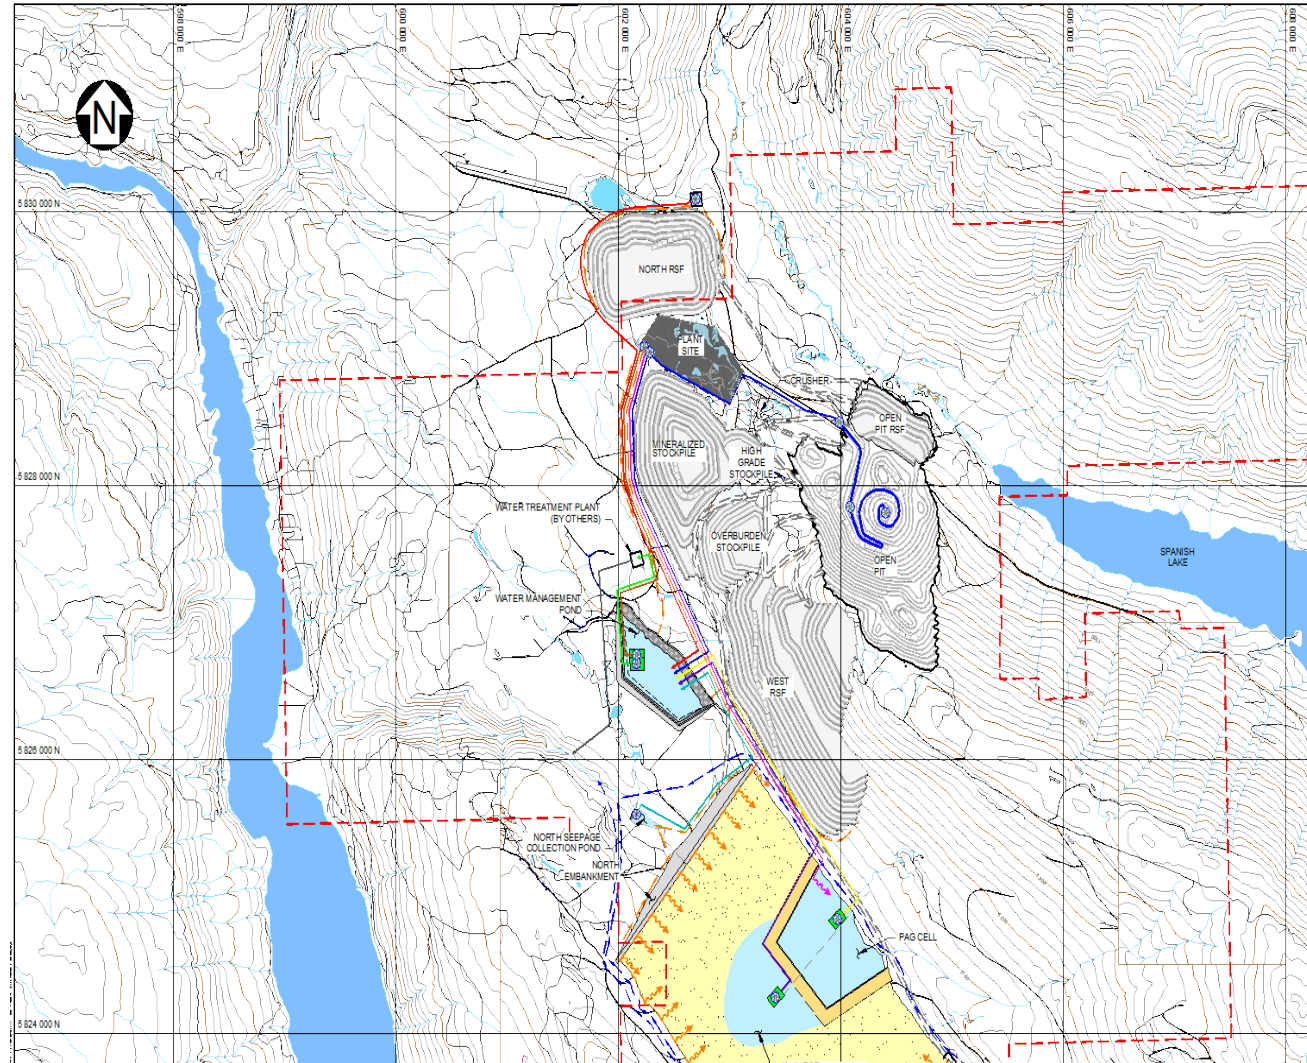 598 000 E
600 000 E
602 000 E
604 000 E
606 000 E
608 000 E
N
5 830 000 N
NORTH RSF
PLANT
SITE
CRUSHER
OPEN
PIT RSF
MINERALIZED
STOCKPILE
HIGH
GRADE
STOCKPILE
5 828 000 N
WATER TREATMENT PLANT
(BY OTHERS)
OVERBURDEN
STOCKPILE
OPEN
PIT
SPANISH
LAKE
WATER MANAGEMENT
POND
WEST
RSF
5 826 000 N
NORTH SEEPAGE
COLLECTION POND
NORTH
EMBANKMENT
PAG CELL
5 824 000 N